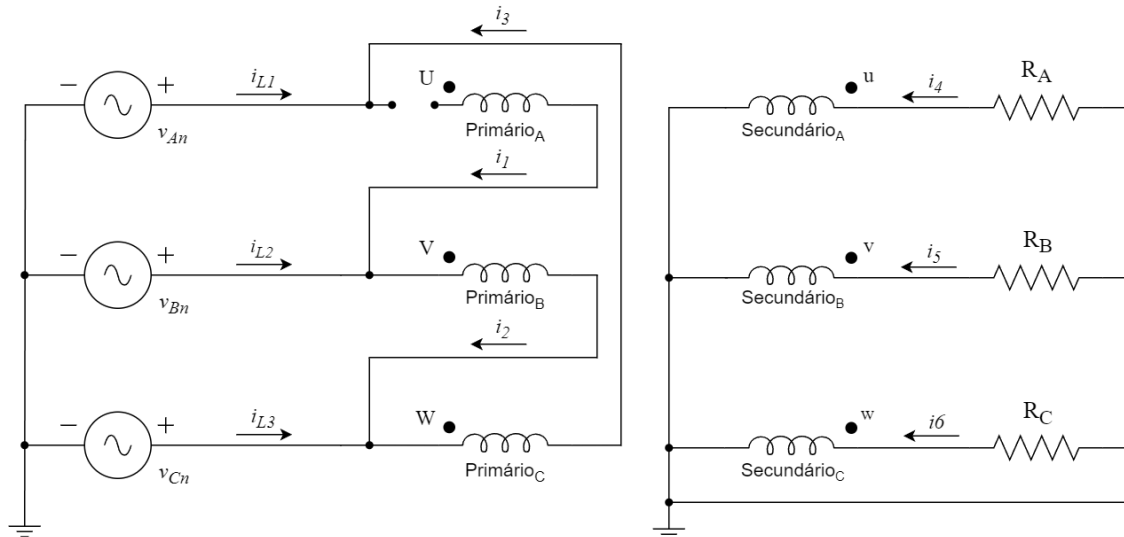 i3
− + iL1 U u i4 RA
vAn PrimárioA SecundárioA
i1
− + iL2 V v i5 RB
vBn PrimárioB SecundárioB
i2
− + iL3 W w i6 RC
vCn PrimárioC SecundárioC